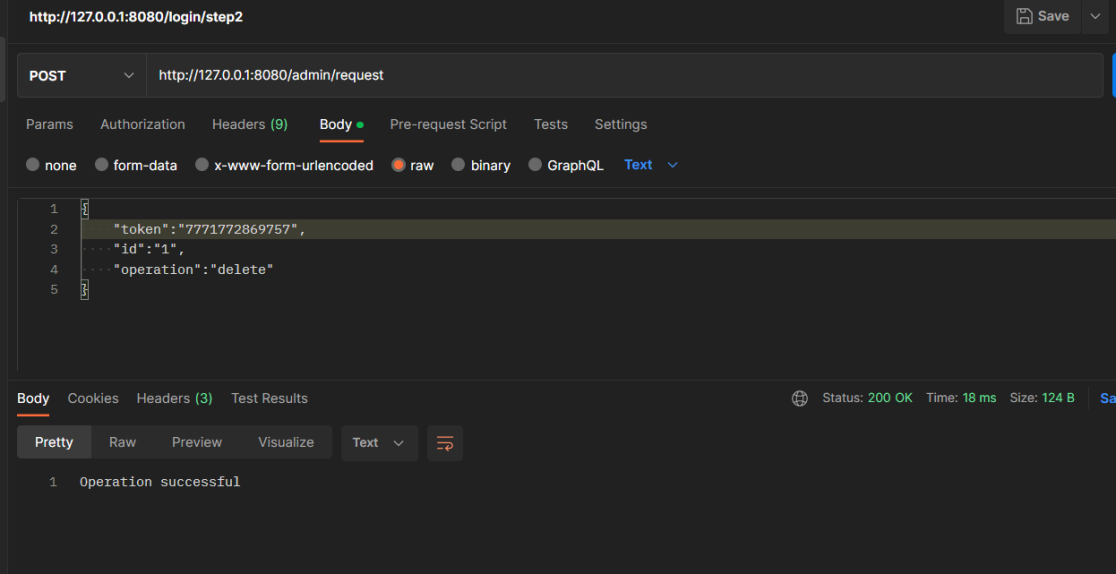 http://127.0.0.1:8080/login/step2 Save
POST http://127.0.0.1:8080/admin/request
Params Authorization Headers (9) Body Pre-request Script Tests Settings
none form-data x-www-form-urlencoded raw binary GraphQL Text
1 {
2 "token":"7771772869757",
3 "id":"1",
4 "operation":"delete"
5 }
Body Cookies Headers (3) Test Results Status: 200 OK Time: 18 ms Size: 124 B Sa
Pretty Raw Preview Visualize Text
1 Operation successful